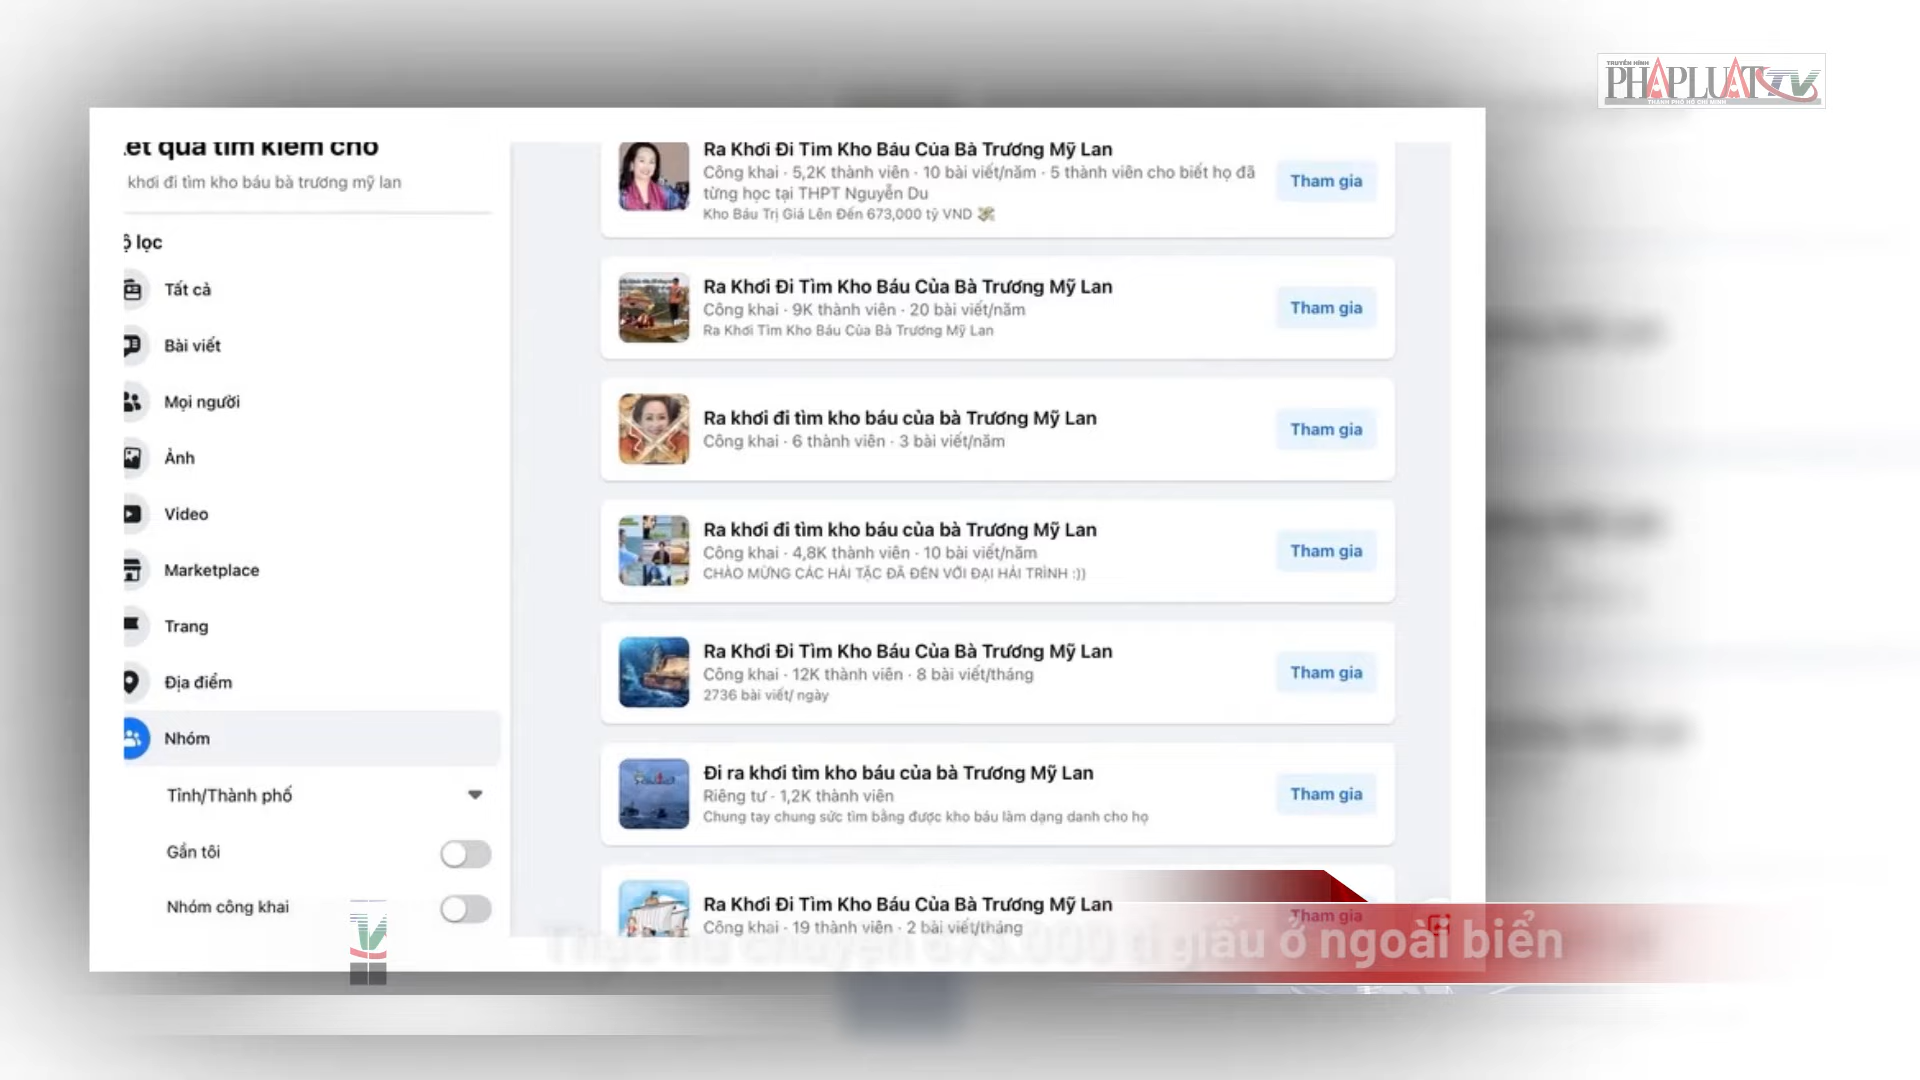 TRUYỀN HÌNH
PHÁPLUẬT TV
THÀNH PHỐ HỒ CHÍ MINH
tìm kiếm cho
khơi đi tìm kho báu bà trương mỹ lan
lọc
Tất cả
Bài viết
Mọi người
Ảnh
Video
Marketplace
Trang
Địa điểm
Nhóm
Tỉnh/Thành phố
Gần tôi
Nhóm công khai
Ra Khơi Đi Tìm Kho Báu Của Bà Trương Mỹ Lan
Công khai · 5,2K thành viên · 10 bài viết/năm · 5 thành viên cho biết họ đã
từng học tại THPT Nguyễn Du
Kho Báu Trị Giá Lên Đến 673,000 tỷ VND 💸
Tham gia
Ra Khơi Đi Tìm Kho Báu Của Bà Trương Mỹ Lan
Công khai · 9K thành viên · 20 bài viết/năm
Ra Khơi Tìm Kho Báu Của Bà Trương Mỹ Lan
Tham gia
Ra khơi đi tìm kho báu của bà Trương Mỹ Lan
Công khai · 6 thành viên · 3 bài viết/năm
Tham gia
Ra khơi đi tìm kho báu của bà Trương Mỹ Lan
Công khai · 4,8K thành viên · 10 bài viết/năm
CHÀO MỪNG CÁC HẢI TẶC ĐÃ ĐẾN VỚI ĐẠI HẢI TRÌNH :))
Tham gia
Ra Khơi Đi Tìm Kho Báu Của Bà Trương Mỹ Lan
Công khai · 12K thành viên · 8 bài viết/tháng
2736 bài viết/ ngày
Tham gia
Đi ra khơi tìm kho báu của bà Trương Mỹ Lan
Riêng tư · 1,2K thành viên
Chung tay chung sức tìm bằng được kho báu làm dạng danh cho họ
Tham gia
Ra Khơi Đi Tìm Kho Báu Của Bà Trương Mỹ Lan
Công khai · 19 thành viên · 2 bài viết/tháng
Tham gia
chuyện 673.000 tỉ giấu ở ngoài biển